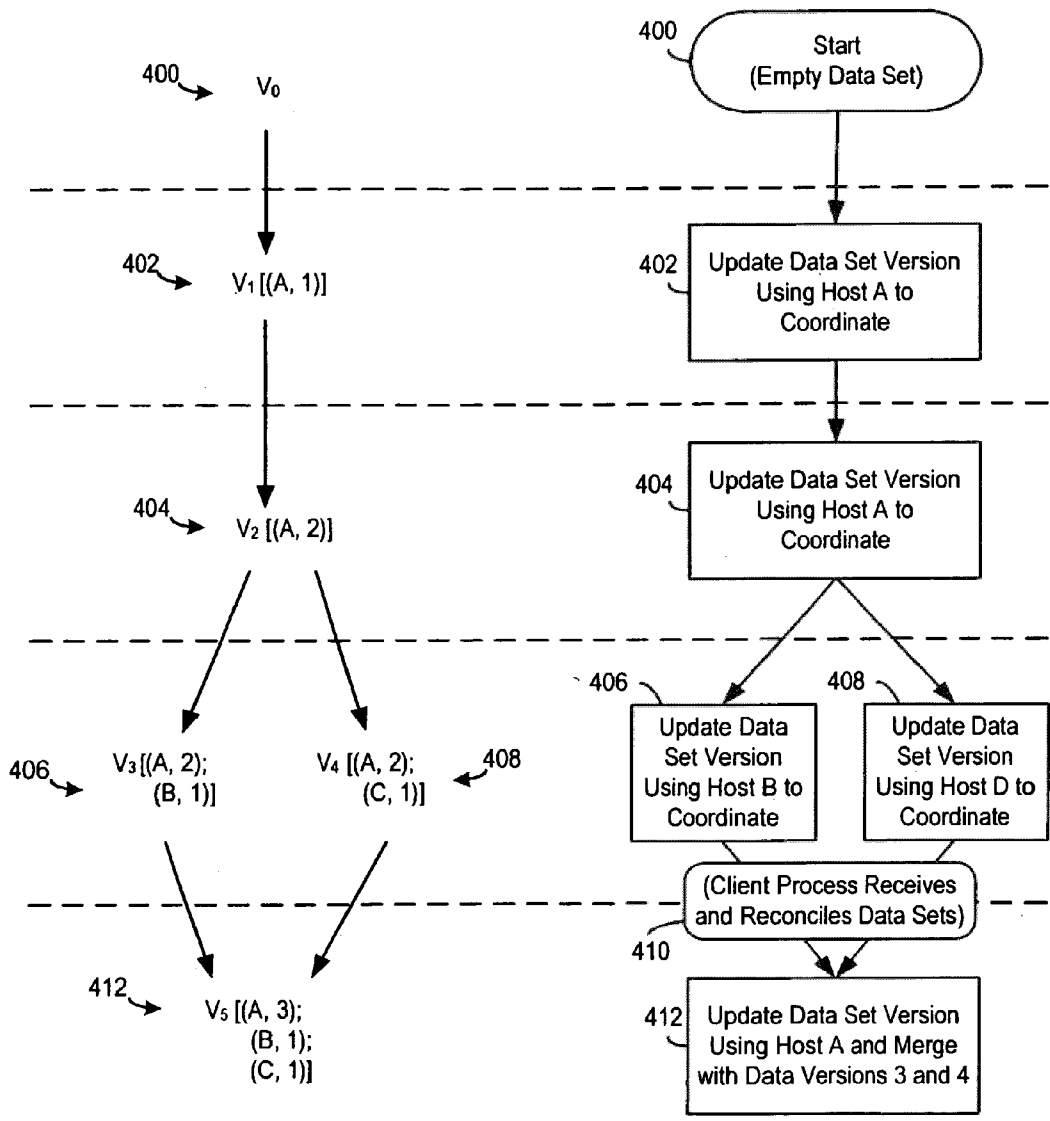 400
V0
400
Start
(Empty Data Set)
402
V1 [(A, 1)]
402
Update Data Set Version
Using Host A to
Coordinate
404
V2 [(A, 2)]
404
Update Data Set Version
Using Host A to
Coordinate
406
V3 [(A, 2);
(B, 1)]
V4 [(A, 2);
(C, 1)]
408
406
Update Data
Set Version
Using Host B to
Coordinate
408
Update Data
Set Version
Using Host D to
Coordinate
(Client Process Receives
and Reconciles Data Sets)
410
412
V5 [(A, 3);
(B, 1);
(C, 1)]
412
Update Data Set Version
Using Host A and Merge
with Data Versions 3 and 4